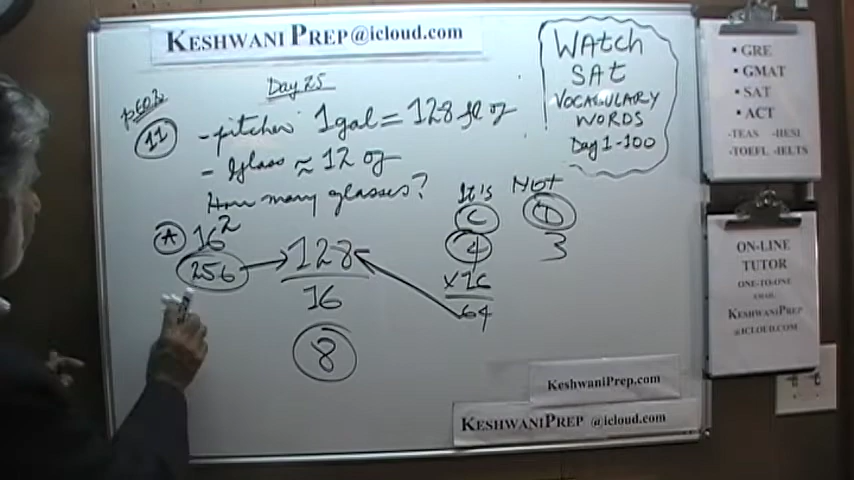 KESHWANI PREP@icloud.com
Day 25
11
- pitcher 1 gal = 128 fl oz
- Glass ≈ 12 oz
How many glasses?
A 16²
256
128
16
8
It's
C
4
x16
64
Not
D
3
WAtch
SAt
VOCABULARY
WORDS
Day 1-100
• GRE
• GMAT
• SAT
• ACT
-TEAS -HESI
-TOEFL -IELTS
ON-LINE
TUTOR
ONE-TO-ONE
EMAIL
KESHWANIPREP
@ICLOUD.COM
KeshwaniPrep.com
KESHWANIPREP @icloud.com